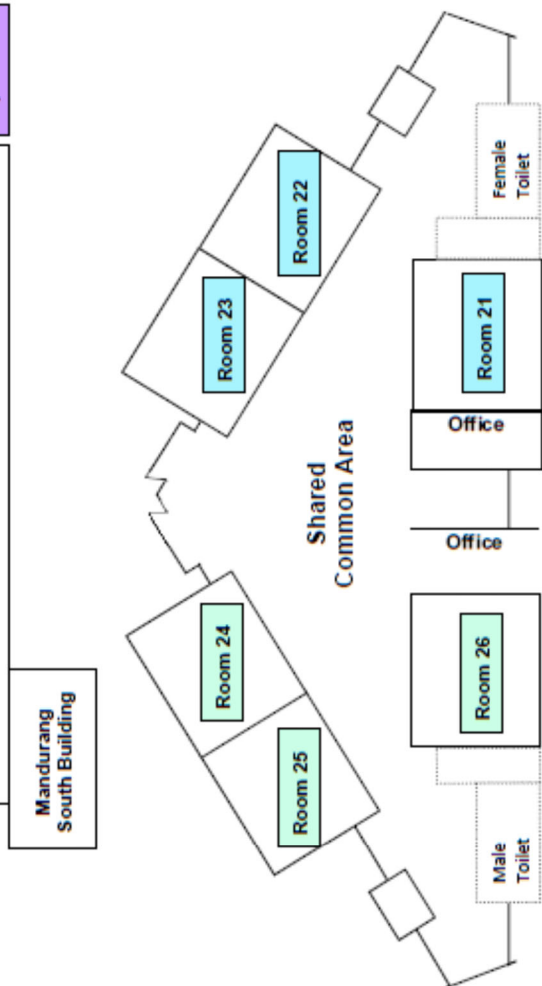 Mandurang
South Building
Room 22
Room 23
Room 24
Room 25
Shared
Common Area
Female
Toilet
Room 21
Office
Office
Room 26
Male
Toilet